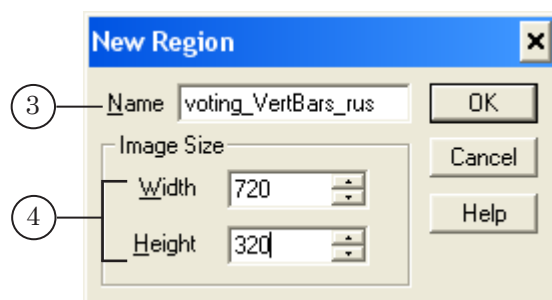 New Region
3 Name voting_VertBars_rus OK
Image Size Cancel
Width 720
4 Help
Height 320